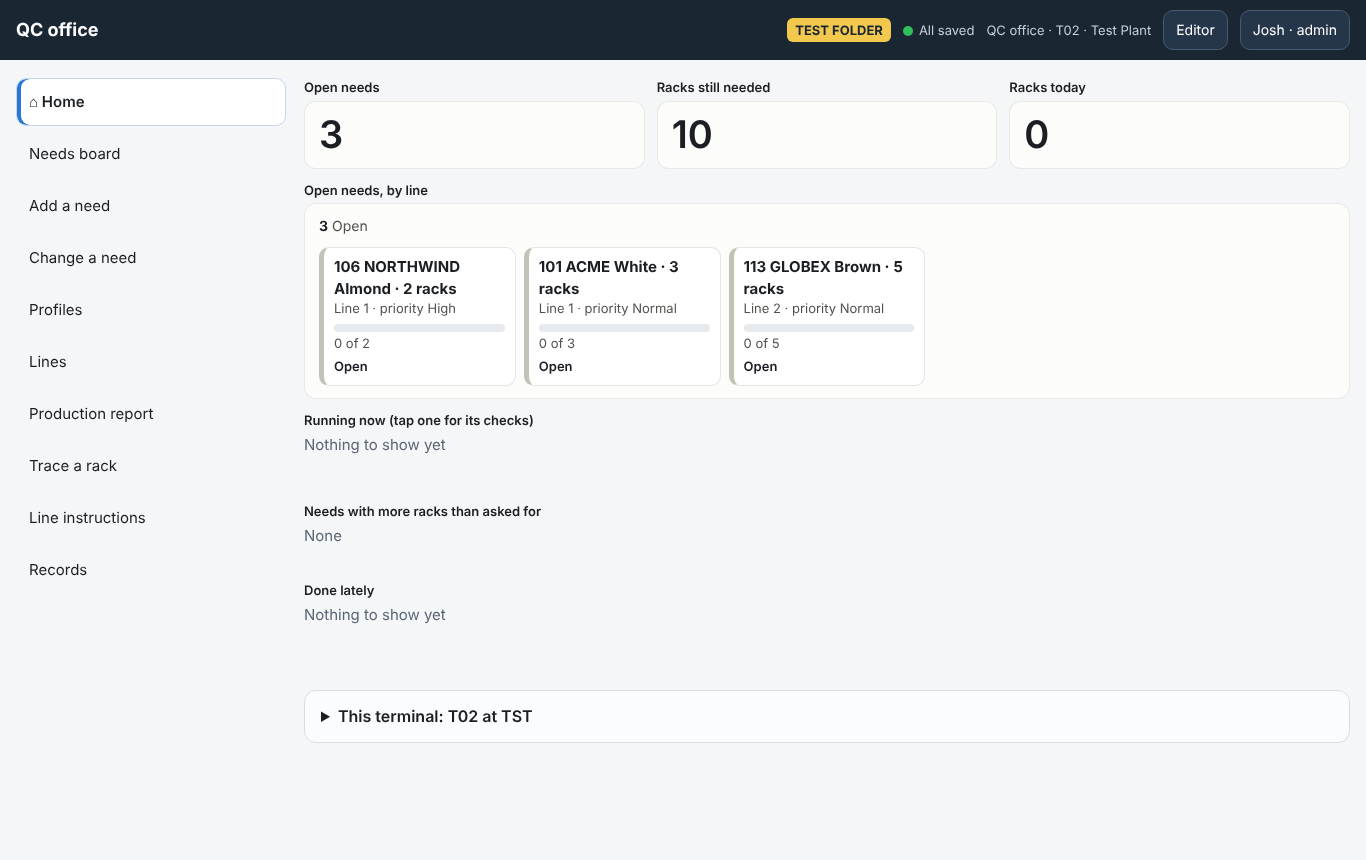 QC office
TEST FOLDER
All saved
QC office · T02 · Test Plant
Editor
Josh · admin
Home
Needs board
Add a need
Change a need
Profiles
Lines
Production report
Trace a rack
Line instructions
Records
Open needs
3
Racks still needed
10
Racks today
0
Open needs, by line
3 Open
106 NORTHWIND
Almond · 2 racks
Line 1 · priority High
0 of 2
Open
101 ACME White · 3
racks
Line 1 · priority Normal
0 of 3
Open
113 GLOBEX Brown · 5
racks
Line 2 · priority Normal
0 of 5
Open
Running now (tap one for its checks)
Nothing to show yet
Needs with more racks than asked for
None
Done lately
Nothing to show yet
This terminal: T02 at TST